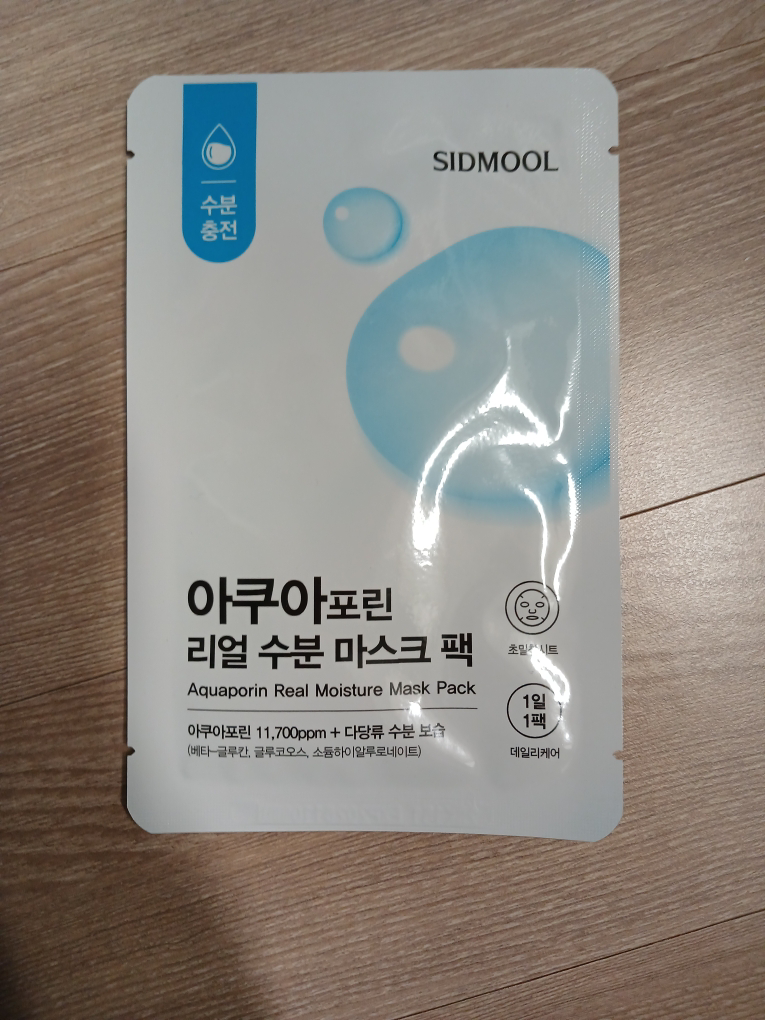 SIDMOOL
수분
충전
아쿠아포린
리얼 수분 마스크 팩
Aquaporin Real Moisture Mask Pack
아쿠아포린 11,700ppm + 다당류 수분 보습
(베타-글루칸, 글루코오스, 소듐하이알루로네이트)
1일
1팩
데일리케어